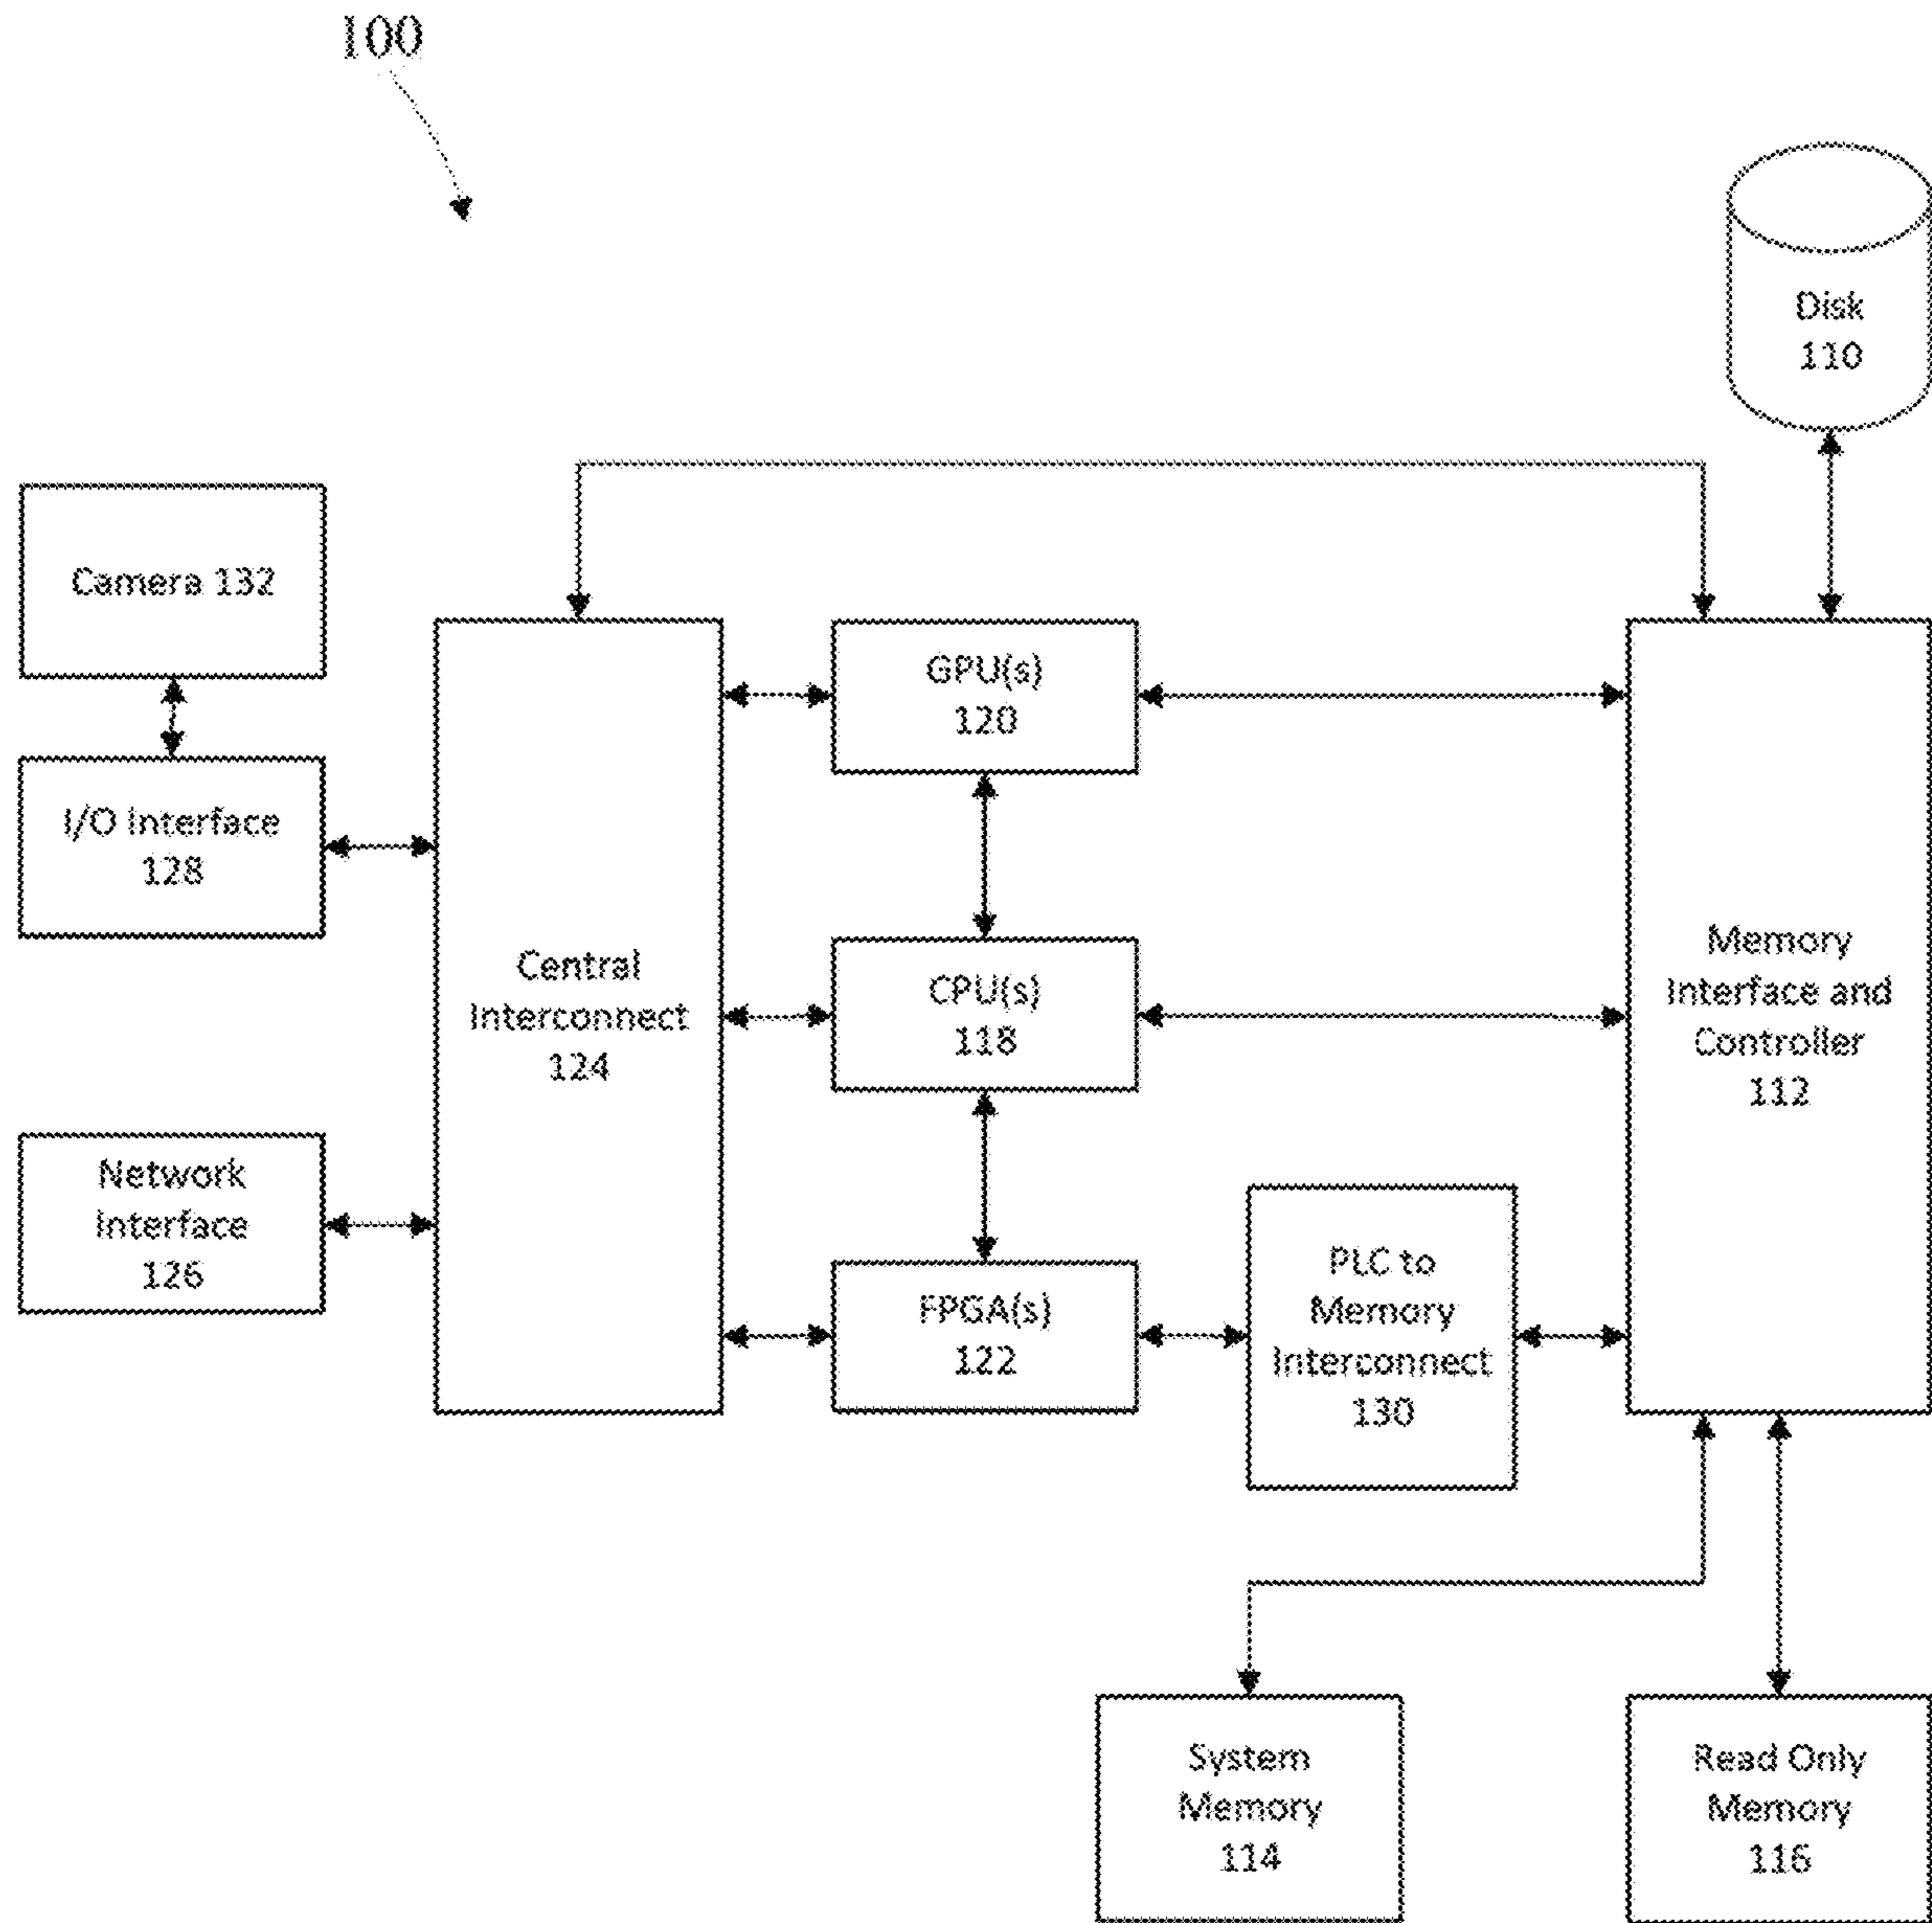 100
Disk
110
Camera 132
I/O Interface
128
Network
Interface
126
Central
Interconnect
124
GPU(s)
120
CPU(s)
118
FPGA(s)
122
PLC to
Memory
Interconnect
130
Memory
Interface and
Controller
112
System
Memory
114
Read Only
Memory
116